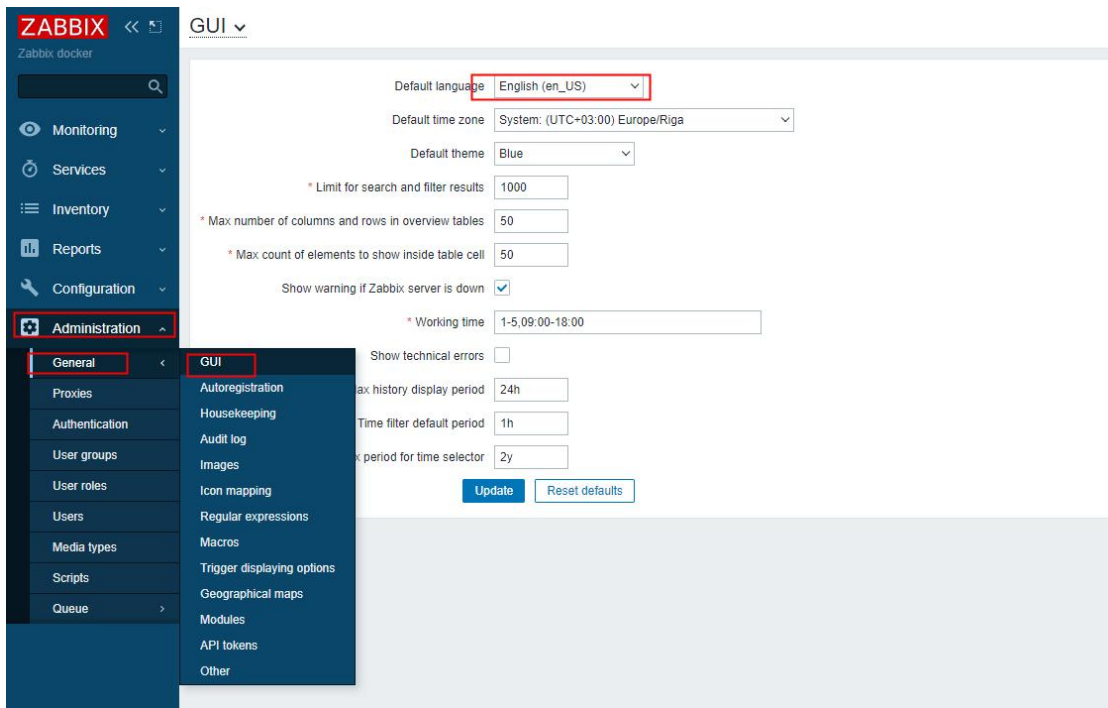 ZABBIX
Zabbix docker
Monitoring
Services
Inventory
Reports
Configuration
Administration
General
Proxies
Authentication
User groups
User roles
Users
Media types
Scripts
Queue
GUI
Autoregistration
Housekeeping
Audit log
Images
Icon mapping
Regular expressions
Macros
Trigger displaying options
Geographical maps
Modules
API tokens
Other
GUI
Default language English (en_US)
Default time zone System: (UTC+03:00) Europe/Riga
Default theme Blue
* Limit for search and filter results 1000
* Max number of columns and rows in overview tables 50
* Max count of elements to show inside table cell 50
Show warning if Zabbix server is down
* Working time 1-5,09:00-18:00
Show technical errors
ax history display period 24h
Time filter default period 1h
period for time selector 2y
Update Reset defaults